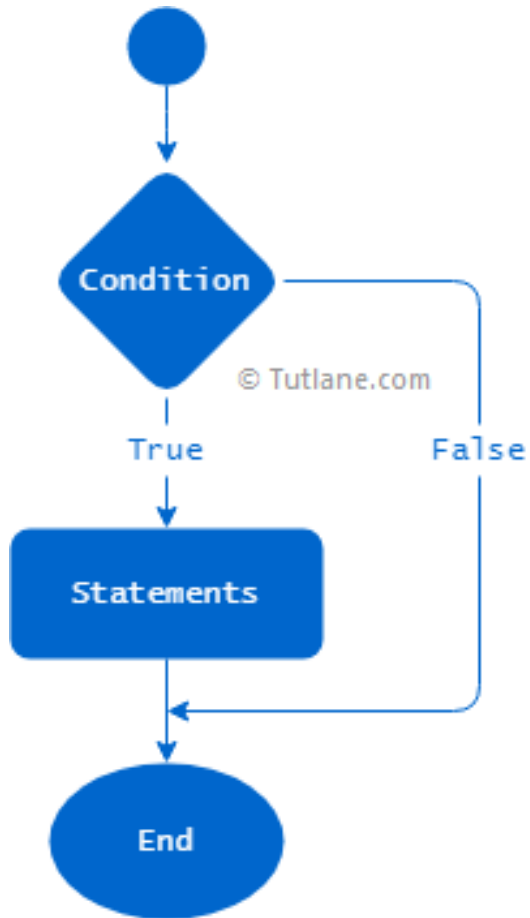 Condition
© Tutlane.com
True
False
Statements
End